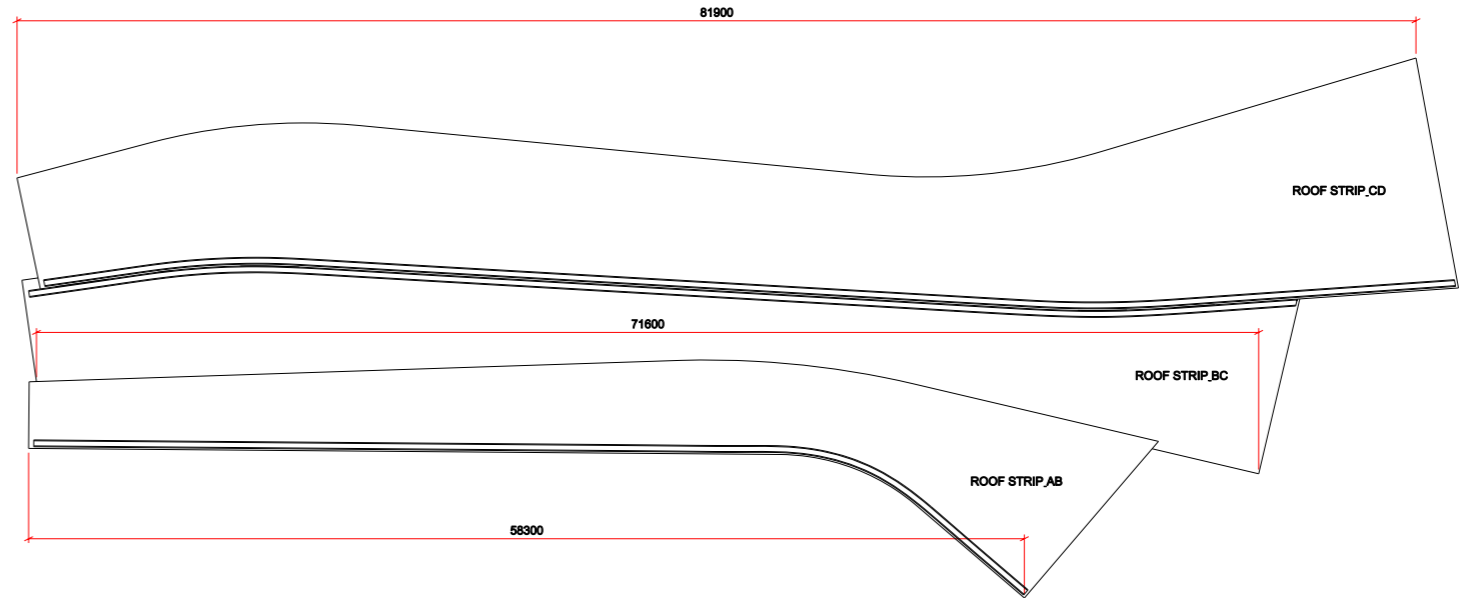 81900
ROOF STRIP_CD
71600
ROOF STRIP_BC
ROOF STRIP_AB
58300